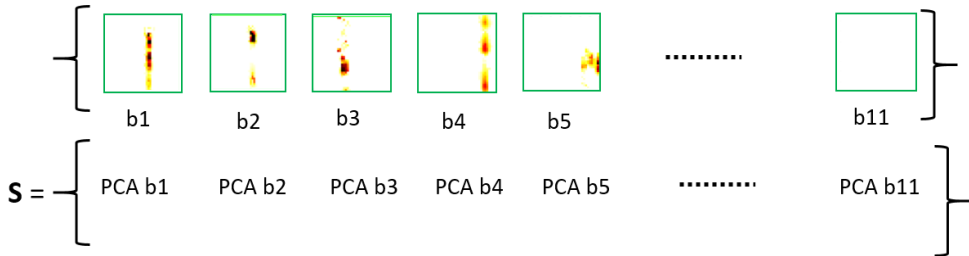 b1 b2 b3 b4 b5 b11
S = PCA b1 PCA b2 PCA b3 PCA b4 PCA b5 PCA b11